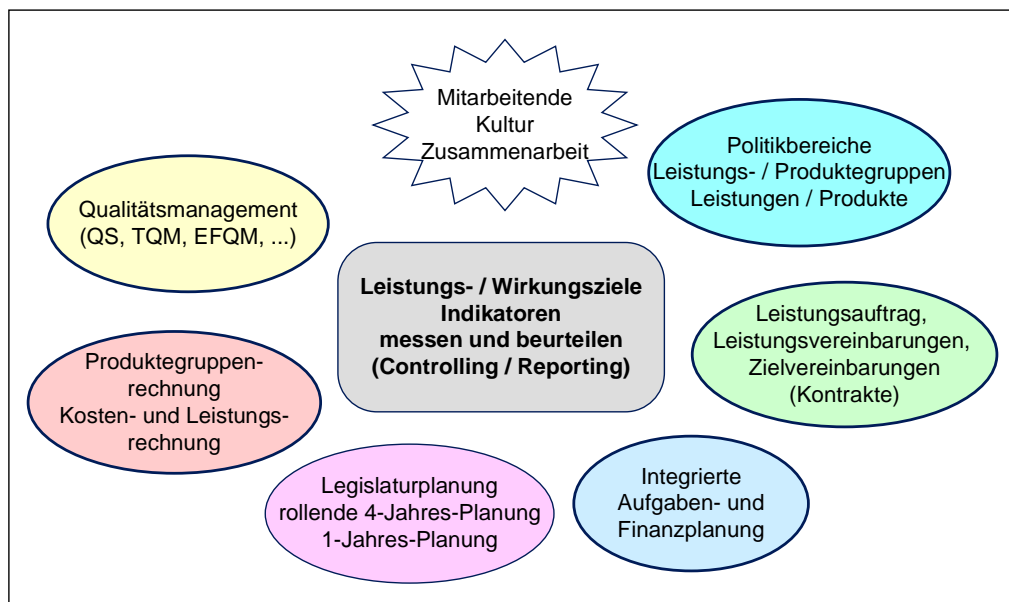 Mitarbeitende
Kultur
Zusammenarbeit
Politikbereiche
Leistungs- / Produktegruppen
Leistungen / Produkte
Qualitätsmanagement
(QS, TQM, EFQM, ...)
Leistungs- / Wirkungsziele
Indikatoren
messen und beurteilen
(Controlling / Reporting)
Leistungsauftrag,
Leistungsvereinbarungen,
Zielvereinbarungen
(Kontrakte)
Produktegruppen-
rechnung
Kosten- und Leistungs-
rechnung
Legislaturplanung
rollende 4-Jahres-Planung
1-Jahres-Planung
Integrierte
Aufgaben- und
Finanzplanung